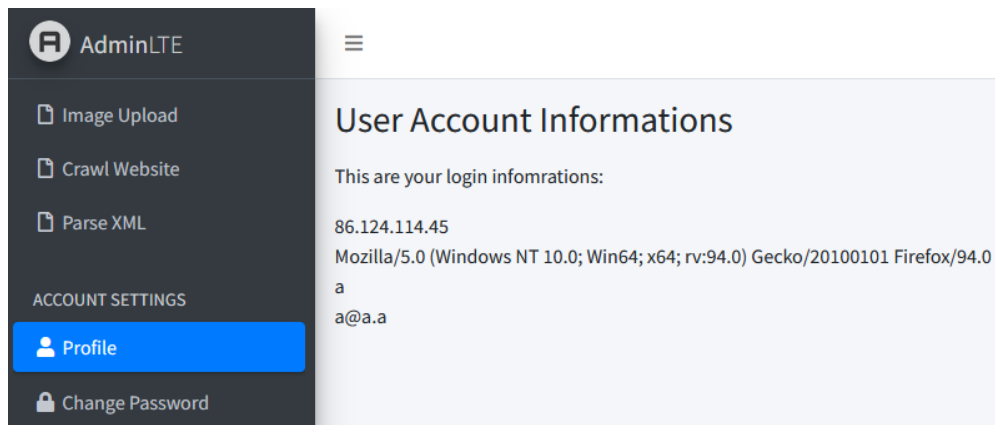 AdminLTE
Image Upload
Crawl Website
Parse XML
ACCOUNT SETTINGS
Profile
Change Password
User Account Informations
This are your login infomrations:
86.124.114.45
Mozilla/5.0 (Windows NT 10.0; Win64; x64; rv:94.0) Gecko/20100101 Firefox/94.0
a
a@a.a